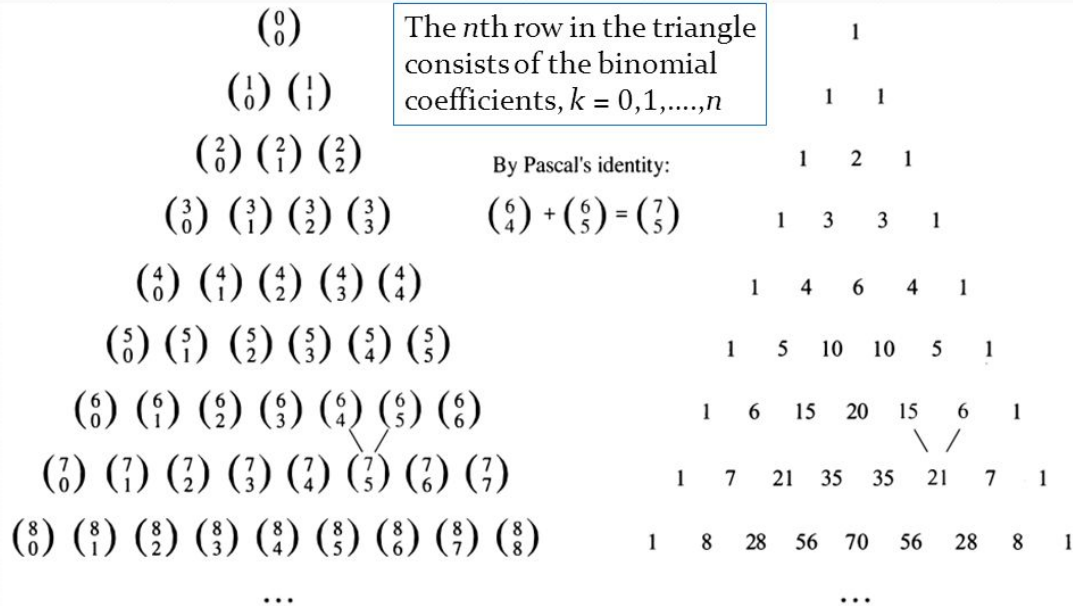 The nth row in the triangle
consists of the binomial
coefficients, k = 0,1,....,n
(0 0)
(1 0) (1 1)
(2 0) (2 1) (2 2)
(3 0) (3 1) (3 2) (3 3)
(4 0) (4 1) (4 2) (4 3) (4 4)
(5 0) (5 1) (5 2) (5 3) (5 4) (5 5)
(6 0) (6 1) (6 2) (6 3) (6 4) (6 5) (6 6)
(7 0) (7 1) (7 2) (7 3) (7 4) (7 5) (7 6) (7 7)
(8 0) (8 1) (8 2) (8 3) (8 4) (8 5) (8 6) (8 7) (8 8)
...
By Pascal's identity:
(6 4) + (6 5) = (7 5)
1
1 1
1 2 1
1 3 3 1
1 4 6 4 1
1 5 10 10 5 1
1 6 15 20 15 6 1
1 7 21 35 35 21 7 1
1 8 28 56 70 56 28 8 1
...